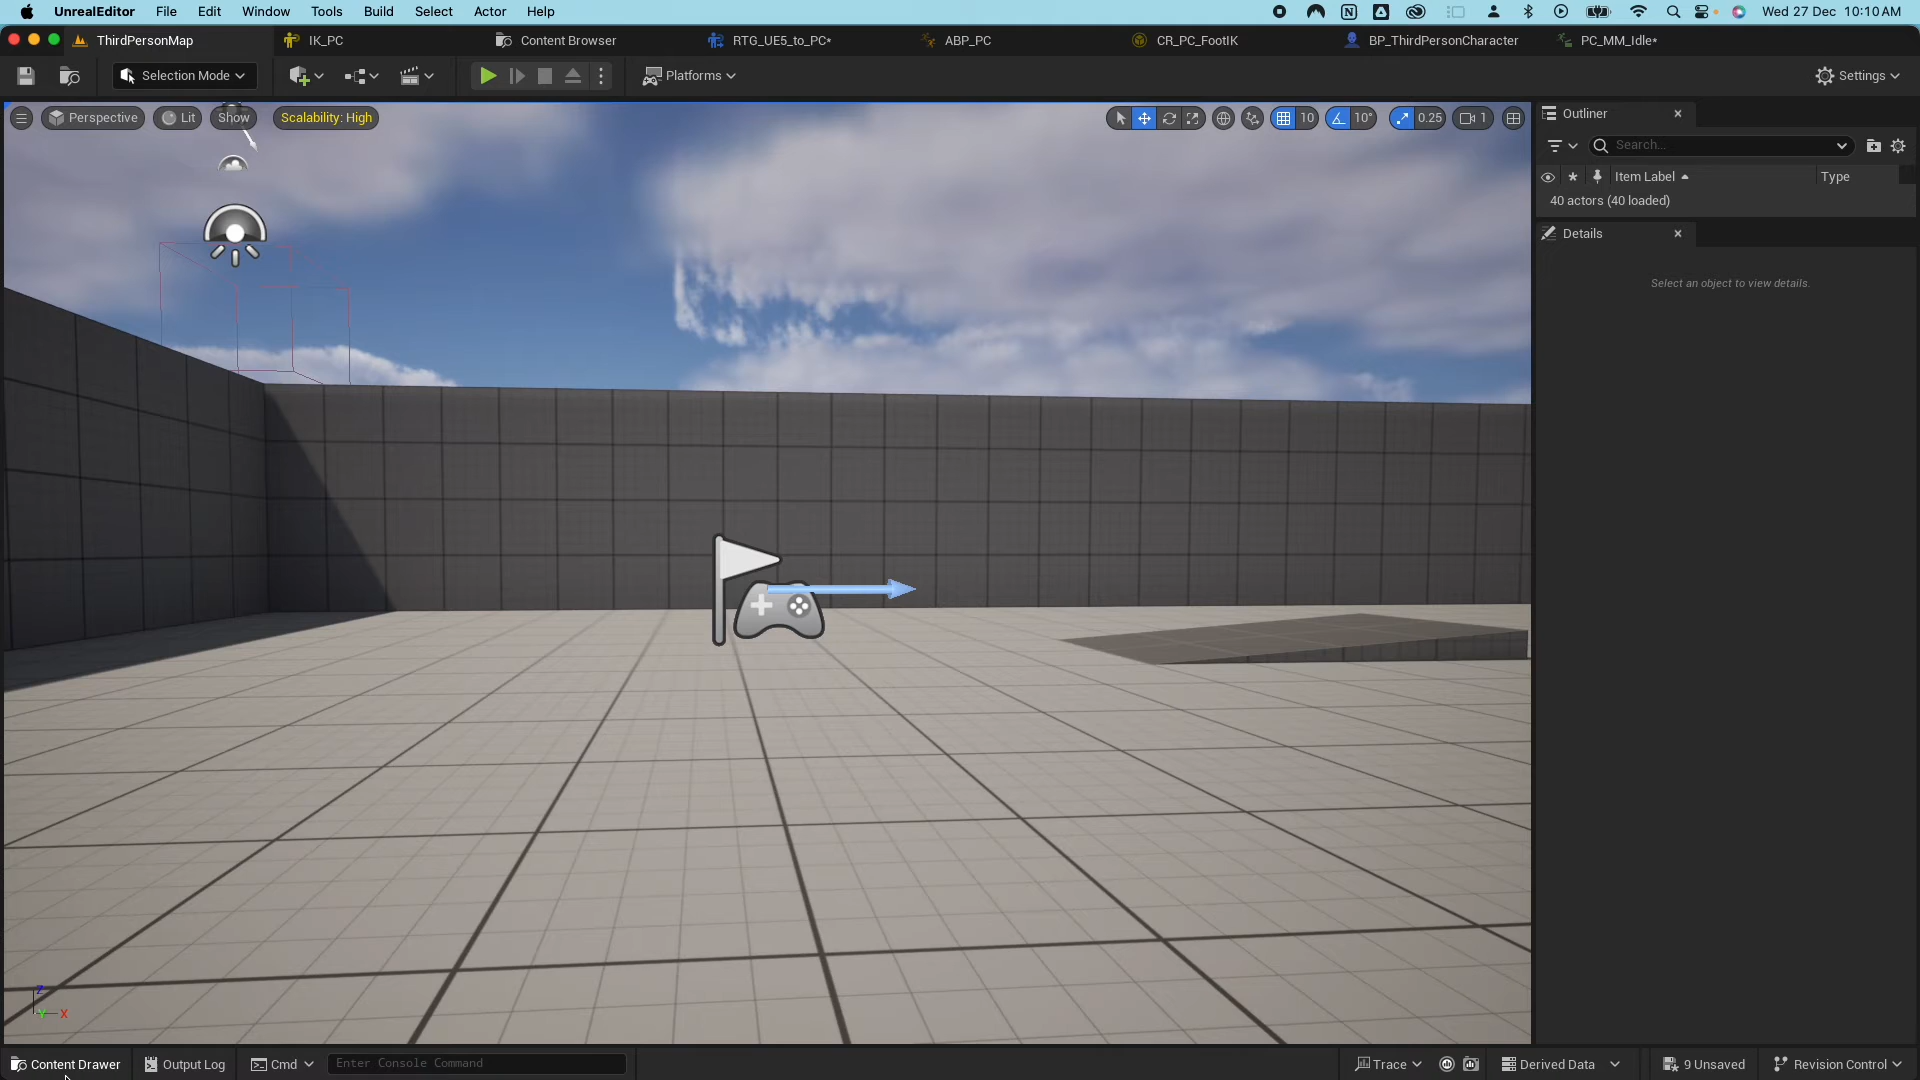 UnrealEditor File Edit Window Tools Build Select Actor Help Wed 27 Dec 10:10 AM
ThirdPersonMap IK_PC Content Browser RTG_UE5_to_PC* ABP_PC CR_PC_FootIK BP_ThirdPersonCharacter PC_MM_Idle*
Selection Mode Platforms Settings
Perspective Lit Show Scalability: High 10 10° 0.25 1
Outliner
Search...
Item Label Type
40 actors (40 loaded)
Details
Select an object to view details.
Z
Y X
Content Drawer Output Log Cmd Enter Console Command Trace Derived Data 9 Unsaved Revision Control